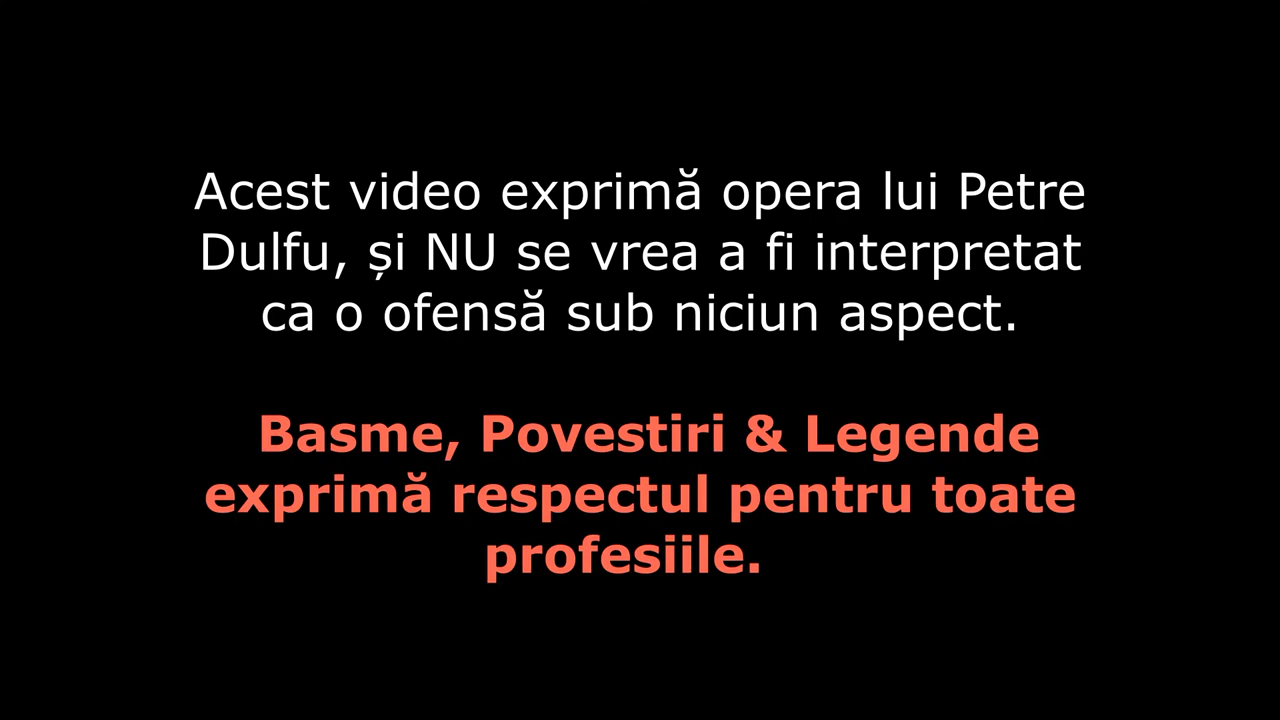 Acest video exprimă opera lui Petre
Dulfu, și NU se vrea a fi interpretat
ca o ofensă sub niciun aspect.
Basme, Povestiri & Legende
exprimă respectul pentru toate
profesiile.